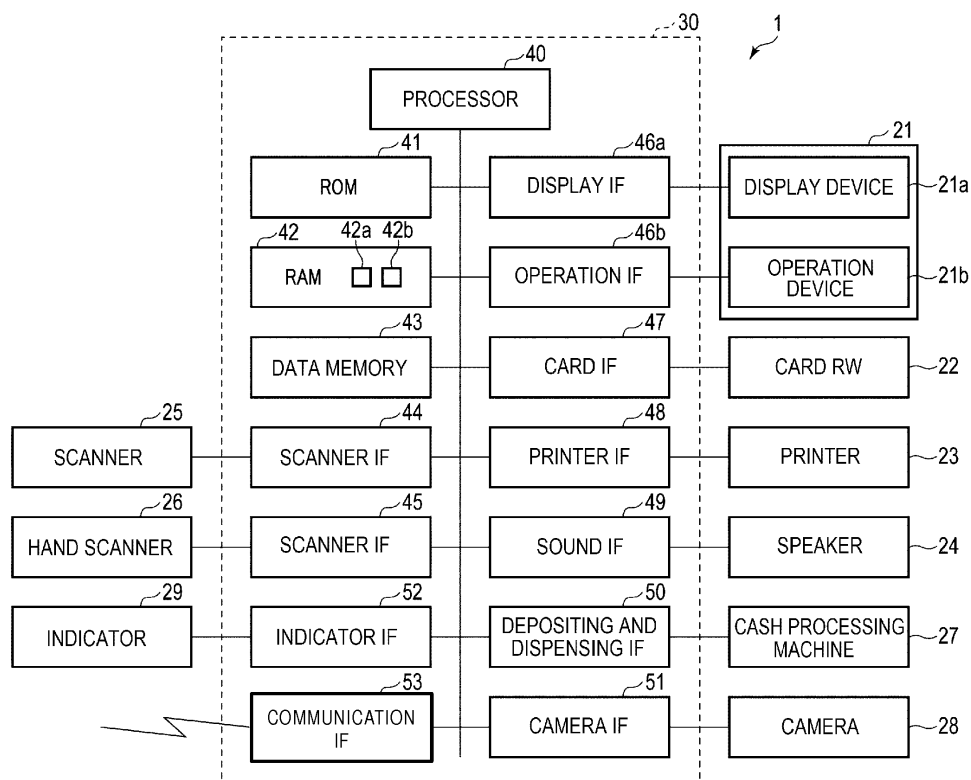 30
1
40
PROCESSOR
41
ROM
46a
DISPLAY IF
21
DISPLAY DEVICE
21a
42
42a
42b
RAM
46b
OPERATION IF
OPERATION
DEVICE
21b
43
DATA MEMORY
47
CARD IF
CARD RW
22
25
SCANNER
44
SCANNER IF
48
PRINTER IF
PRINTER
23
26
HAND SCANNER
45
SCANNER IF
49
SOUND IF
SPEAKER
24
29
INDICATOR
52
INDICATOR IF
50
DEPOSITING AND
DISPENSING IF
CASH PROCESSING
MACHINE
27
53
COMMUNICATION
IF
51
CAMERA IF
CAMERA
28